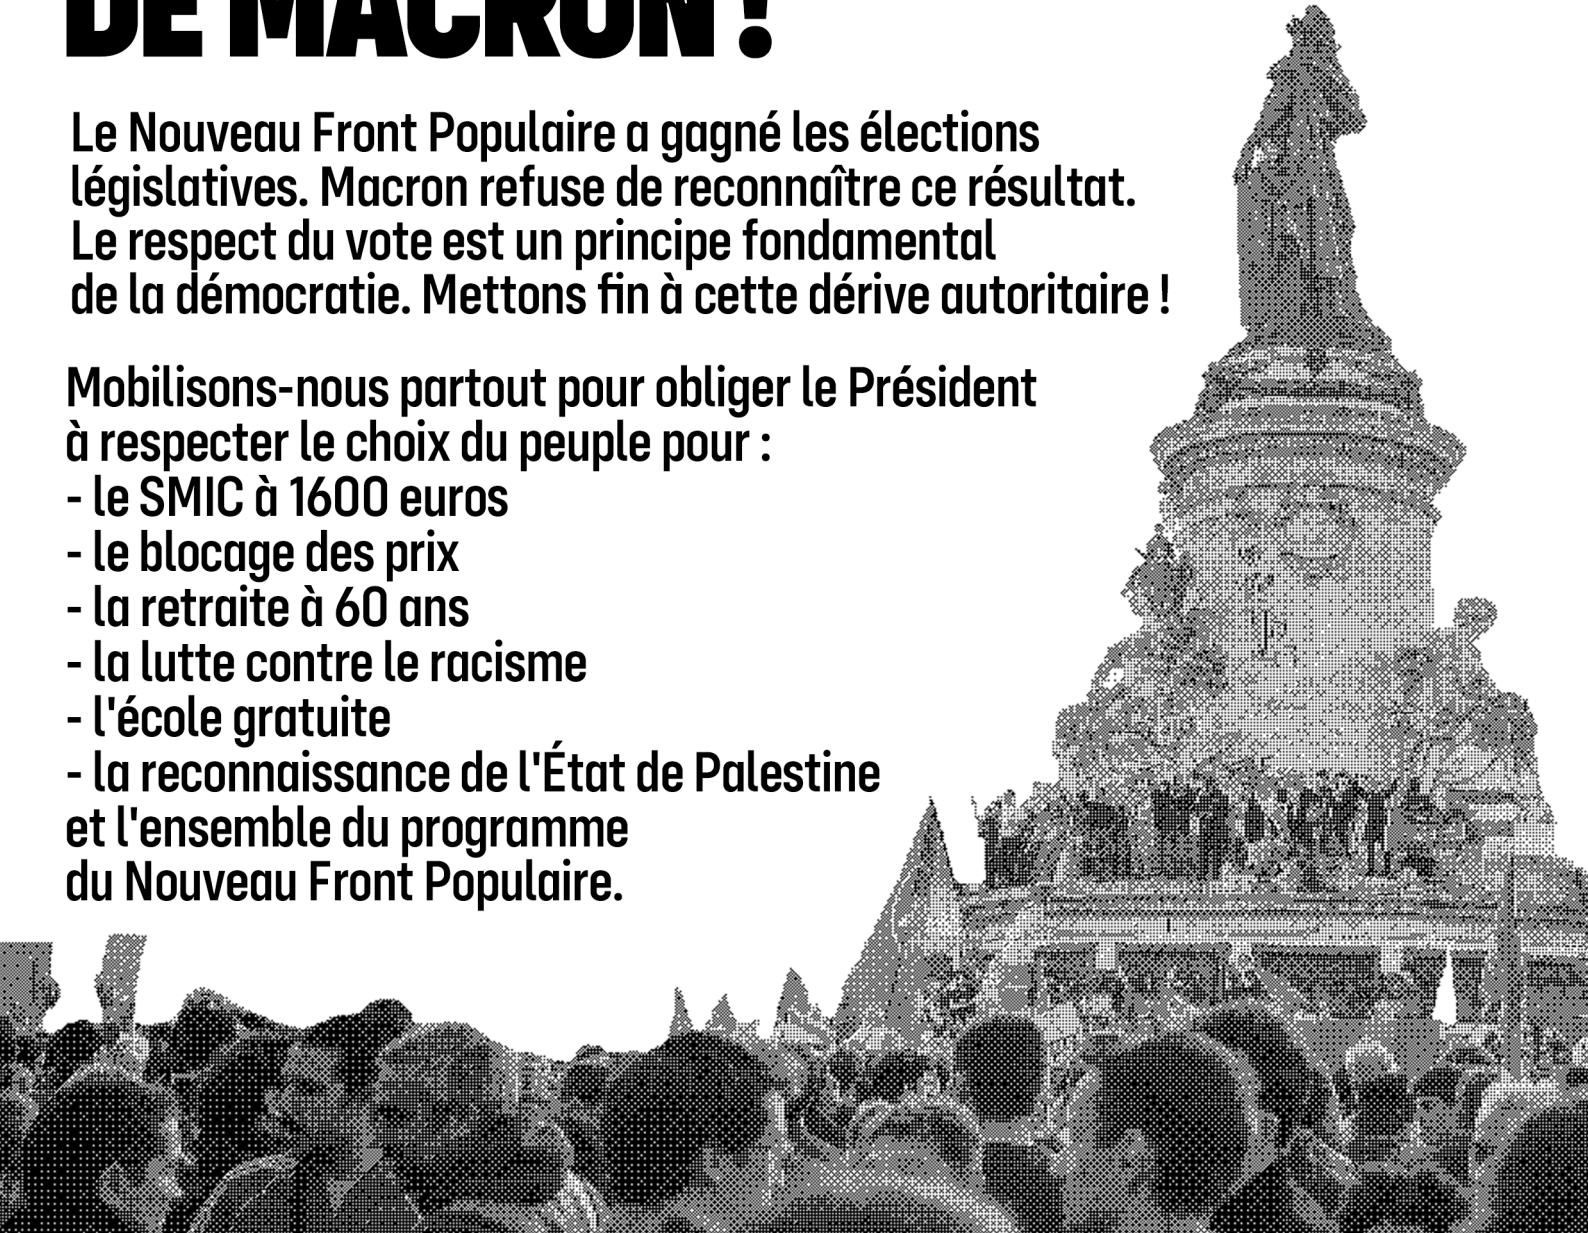 DE MACRON !
Le Nouveau Front Populaire a gagné les élections
législatives. Macron refuse de reconnaître ce résultat.
Le respect du vote est un principe fondamental
de la démocratie. Mettons fin à cette dérive autoritaire !
Mobilisons-nous partout pour obliger le Président
à respecter le choix du peuple pour :
- le SMIC à 1600 euros
- le blocage des prix
- la retraite à 60 ans
- la lutte contre le racisme
- l'école gratuite
- la reconnaissance de l'État de Palestine
et l'ensemble du programme
du Nouveau Front Populaire.